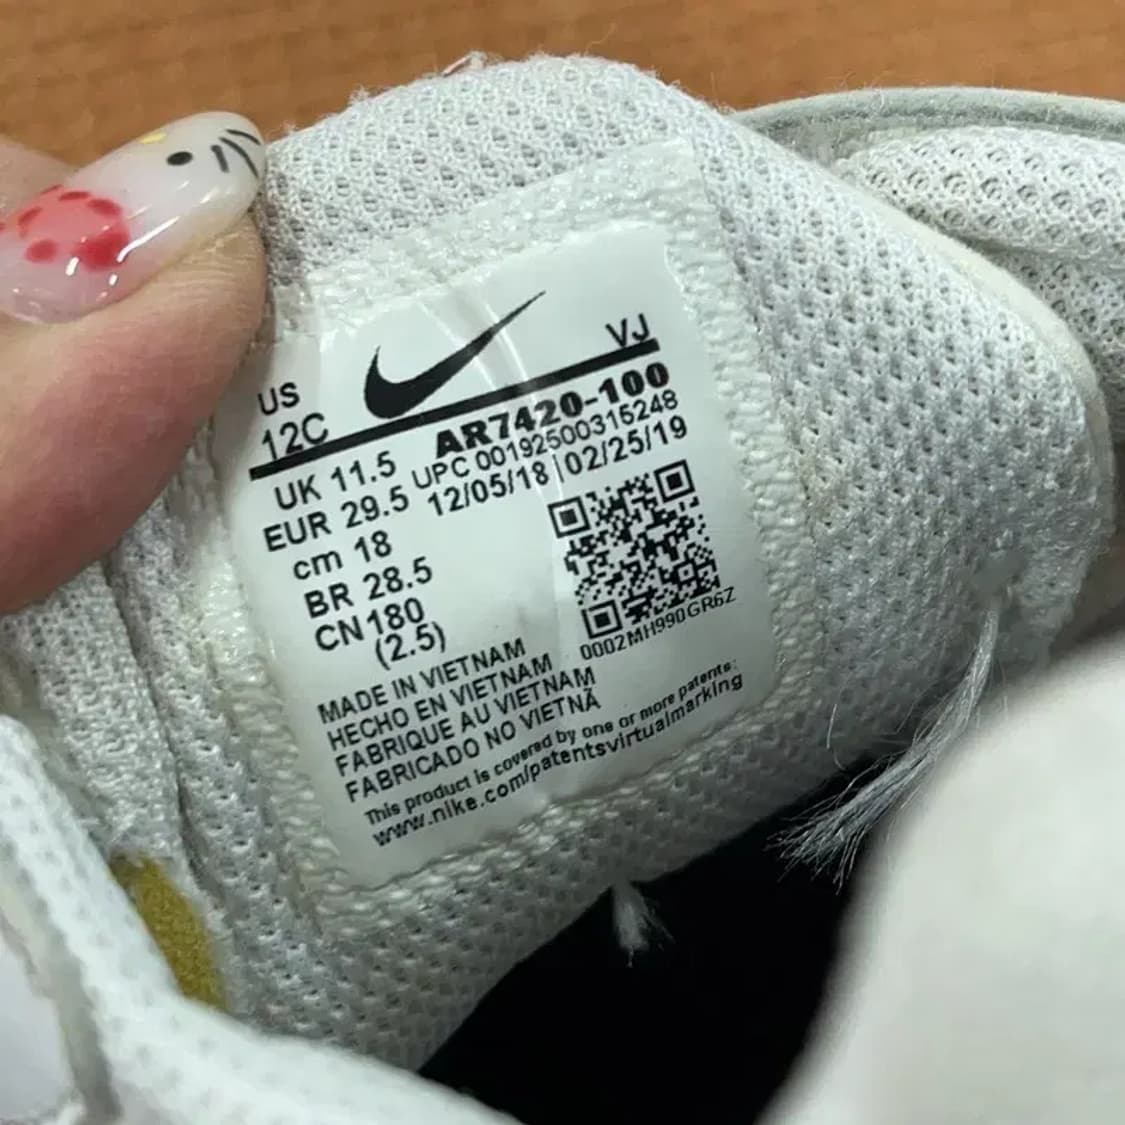 VJ
US
12C
AR7420-100
UK 11.5
UPC 00192500315248
EUR 29.5
12/05/18 | 02/25/19
cm 18
BR 28.5
CN 180
(2.5)
0002MH990GR6Z
MADE IN VIETNAM
HECHO EN VIETNAM
FABRIQUE AU VIETNAM
FABRICADO NO VIETNÃ
This product is covered by one or more patents:
www.nike.com/patentsvirtualmarking